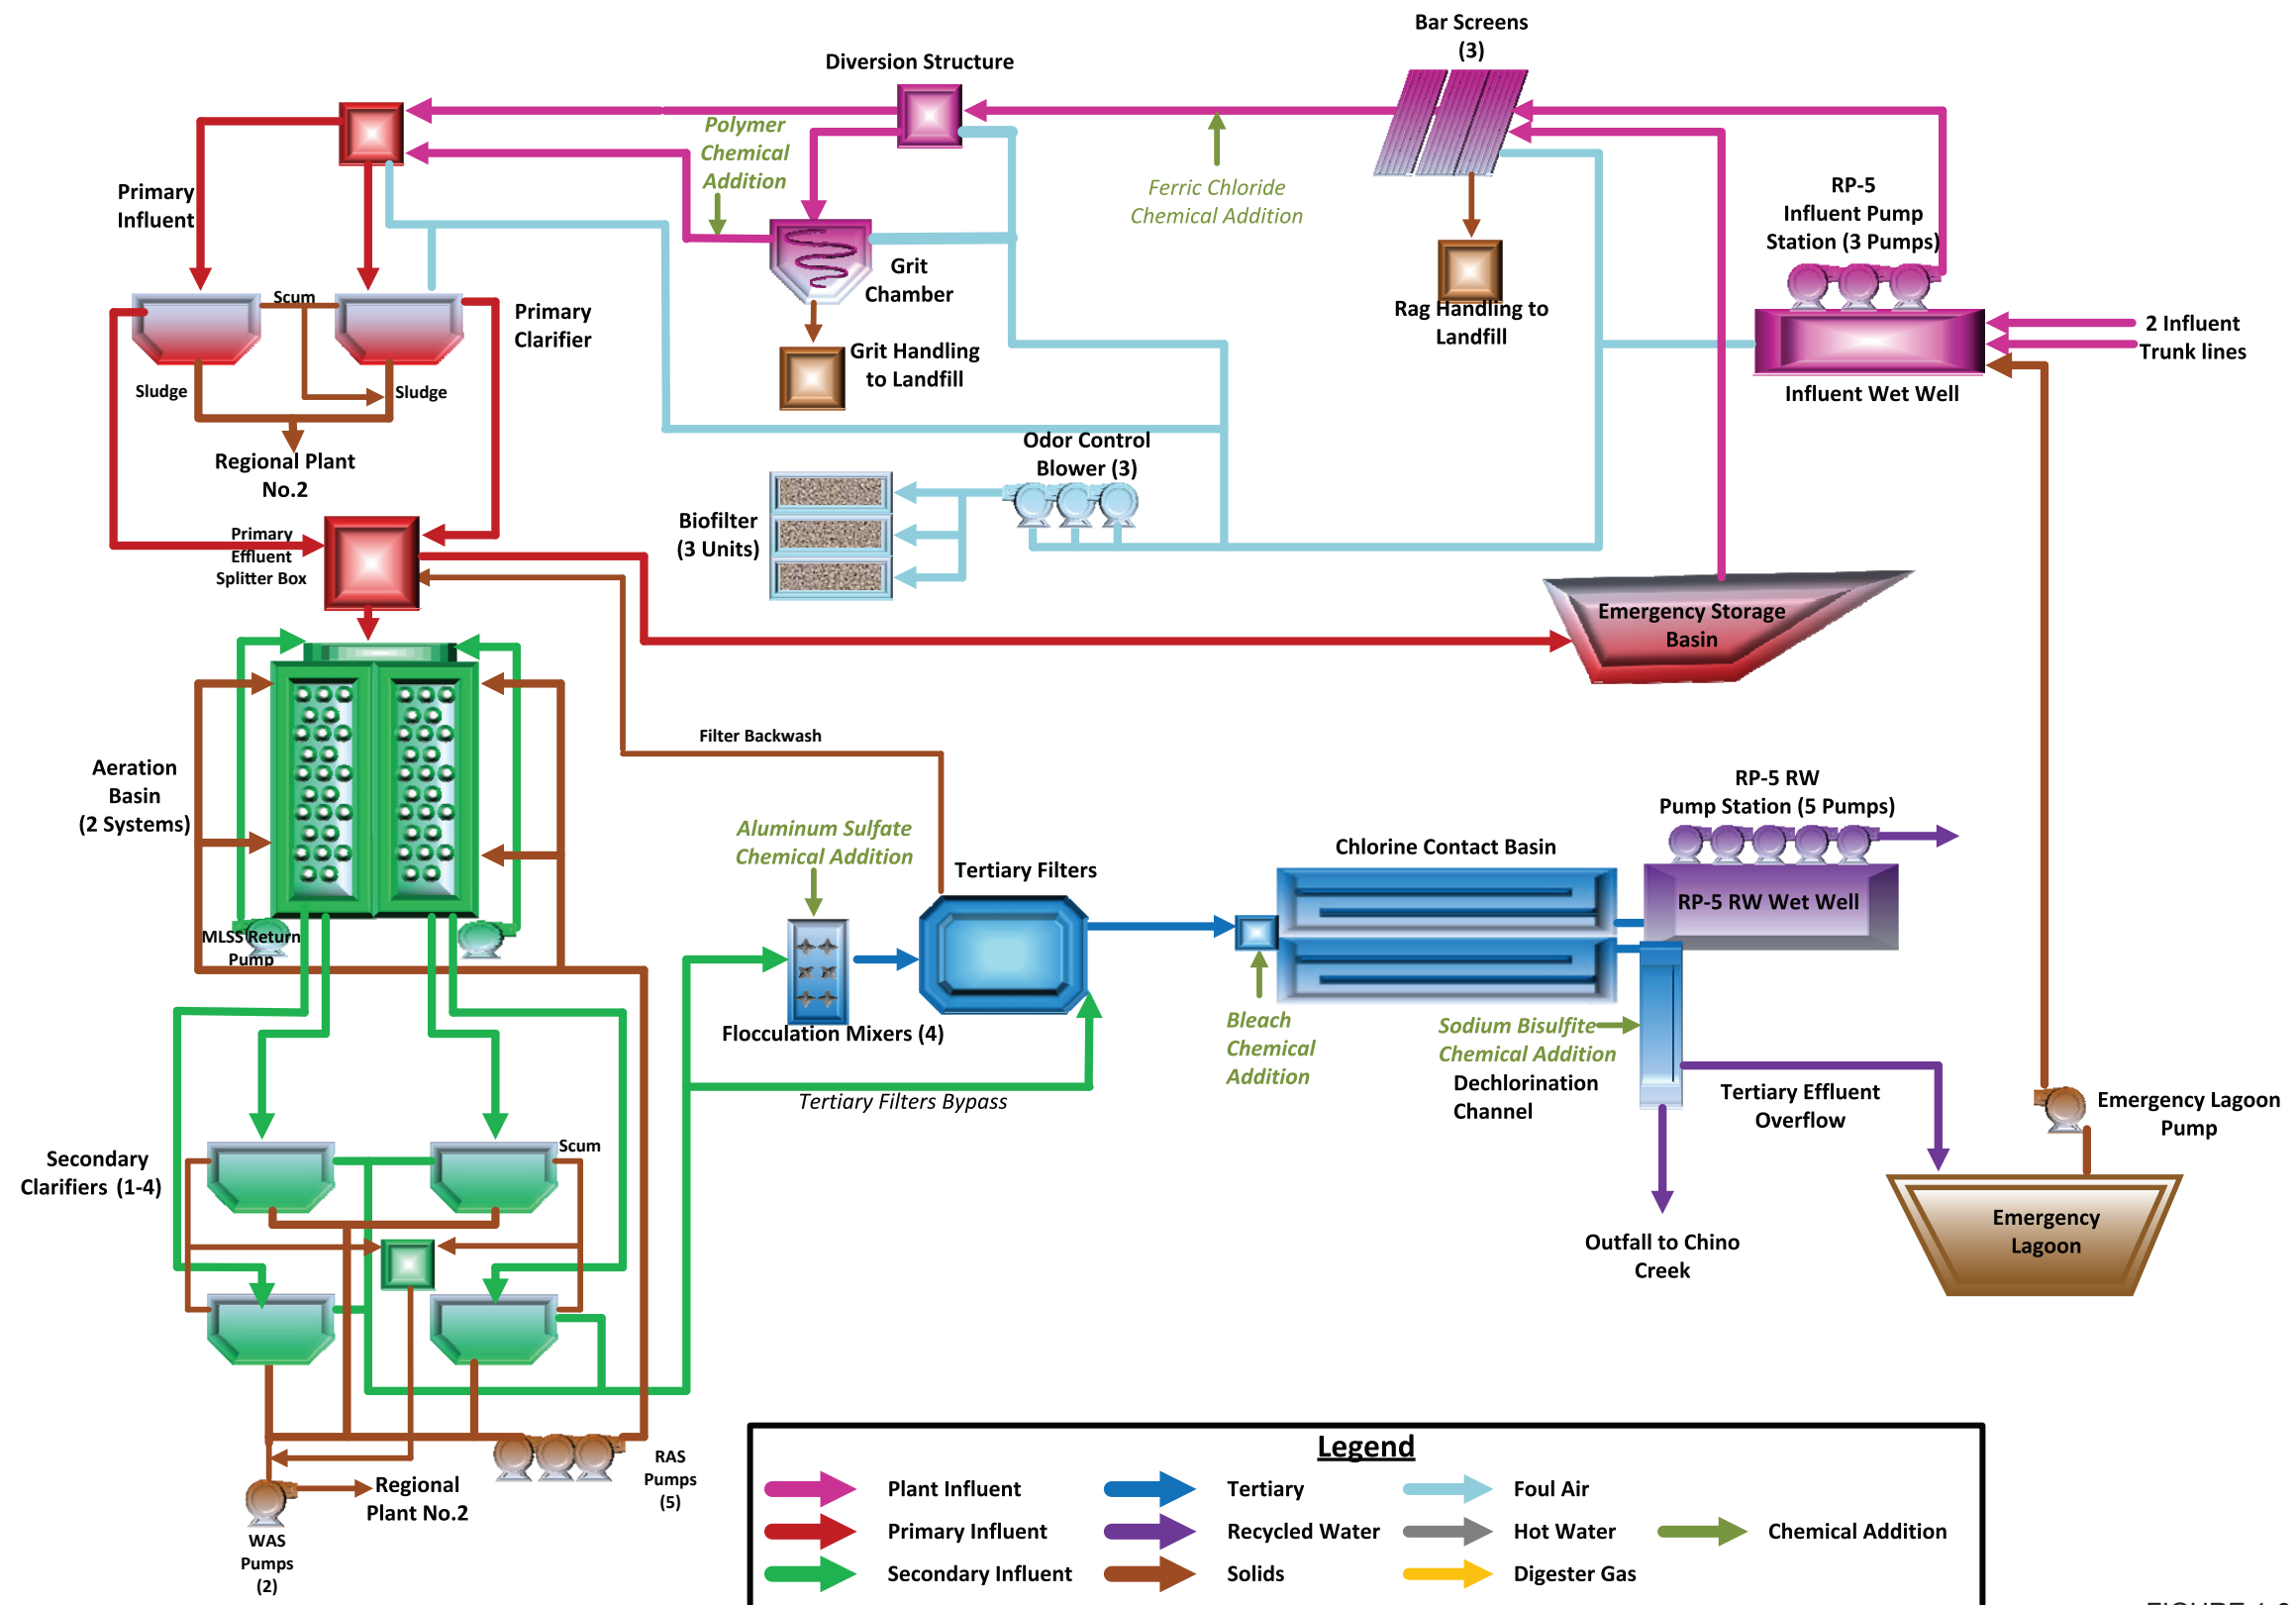 Bar Screens
(3)
Diversion Structure
Polymer
Chemical
Addition
Ferric Chloride
Chemical Addition
RP-5
Influent Pump
Station (3 Pumps)
Primary
Influent
Grit
Chamber
Scum
Primary
Clarifier
Rag Handling to
Landfill
2 Influent
Trunk lines
Grit Handling
to Landfill
Influent Wet Well
Sludge
Sludge
Regional Plant
No.2
Odor Control
Blower (3)
Biofilter
(3 Units)
Primary
Effluent
Splitter Box
Emergency Storage
Basin
Filter Backwash
Aeration
Basin
(2 Systems)
RP-5 RW
Pump Station (5 Pumps)
Aluminum Sulfate
Chemical Addition
Chlorine Contact Basin
Tertiary Filters
RP-5 RW Wet Well
MLSS Return
Pump
Flocculation Mixers (4)
Bleach
Chemical
Addition
Sodium Bisulfite
Chemical Addition
Dechlorination
Channel
Tertiary Filters Bypass
Tertiary Effluent
Overflow
Emergency Lagoon
Pump
Secondary
Clarifiers (1-4)
Scum
Outfall to Chino
Creek
Emergency
Lagoon
RAS
Pumps
(5)
Regional
Plant No.2
WAS
Pumps
(2)
Legend
Plant Influent
Tertiary
Foul Air
Primary Influent
Recycled Water
Hot Water
Chemical Addition
Secondary Influent
Solids
Digester Gas